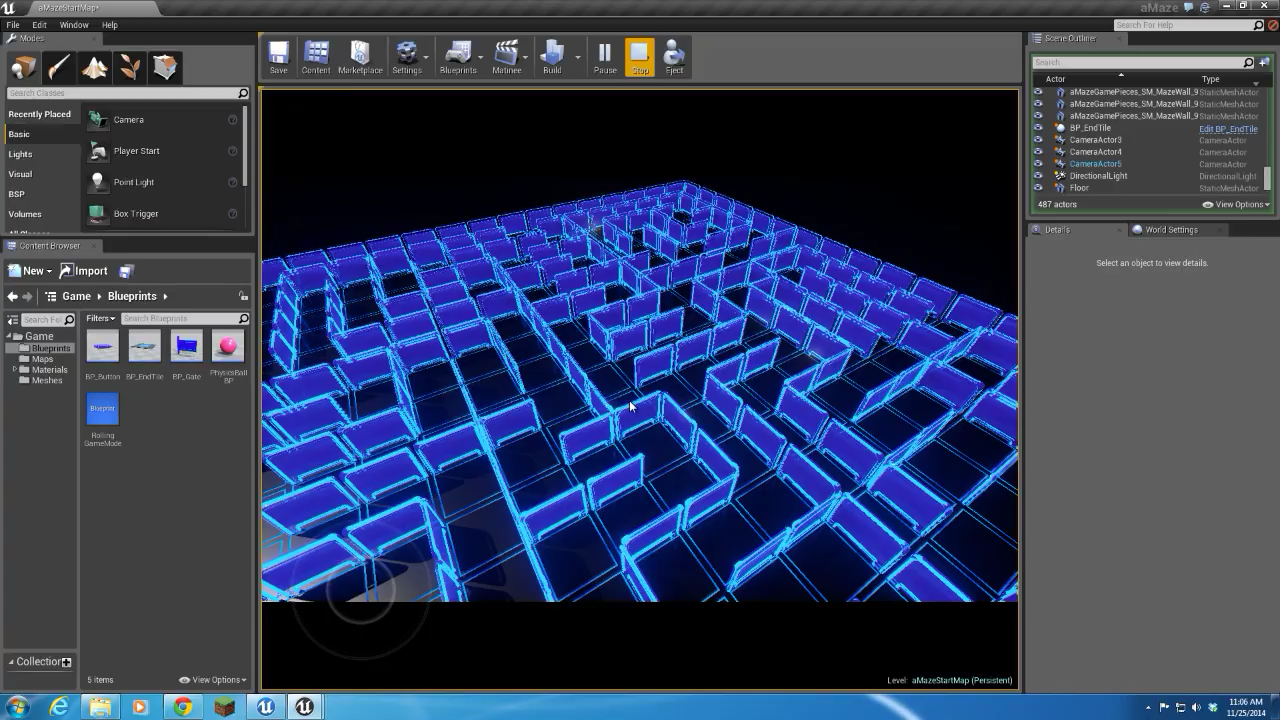 aMazeStartMap*
aMaze
File Edit Window Help
Search For Help
Modes
Save Content Marketplace Settings Blueprints Matinee Build Pause Stop Eject
Search Classes
Recently Placed
Basic
Lights
Visual
BSP
Volumes
Camera
Player Start
Point Light
Box Trigger
Content Browser
New Import
Game Blueprints
Search Fol
Filters Search Blueprints
Game
Blueprints
Maps
Materials
Meshes
BP_Button BP_EndTile BP_Gate PhysicsBall
BP
Blueprint
Rolling
GameMode
Collection
5 items View Options
Level: aMazeStartMap (Persistent)
Scene Outliner
Search...
Actor Type
aMazeGamePieces_SM_MazeWall_9 StaticMeshActor
aMazeGamePieces_SM_MazeWall_9 StaticMeshActor
aMazeGamePieces_SM_MazeWall_9 StaticMeshActor
BP_EndTile Edit BP_EndTile
CameraActor3 CameraActor
CameraActor4 CameraActor
CameraActor5 CameraActor
DirectionalLight DirectionalLight
Floor StaticMeshActor
487 actors View Options
Details World Settings
Select an object to view details.
11:06 AM
11/25/2014